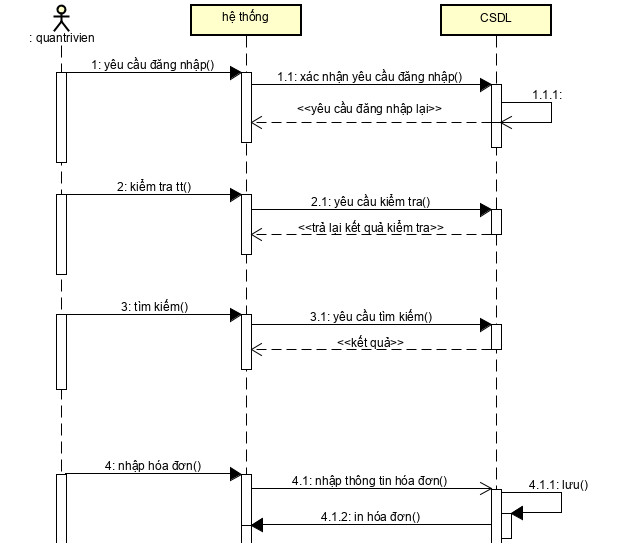 hệ thống
CSDL
: quantrivien
1: yêu cầu đăng nhập()
1.1: xác nhận yêu cầu đăng nhập()
1.1.1:
<<yêu cầu đăng nhập lại>>
2: kiểm tra tt()
2.1: yêu cầu kiểm tra()
<<trả lại kết quả kiểm tra>>
3: tìm kiếm()
3.1: yêu cầu tìm kiếm()
<<kết quả>>
4: nhập hóa đơn()
4.1: nhập thông tin hóa đơn()
4.1.1: lưu()
4.1.2: in hóa đơn()